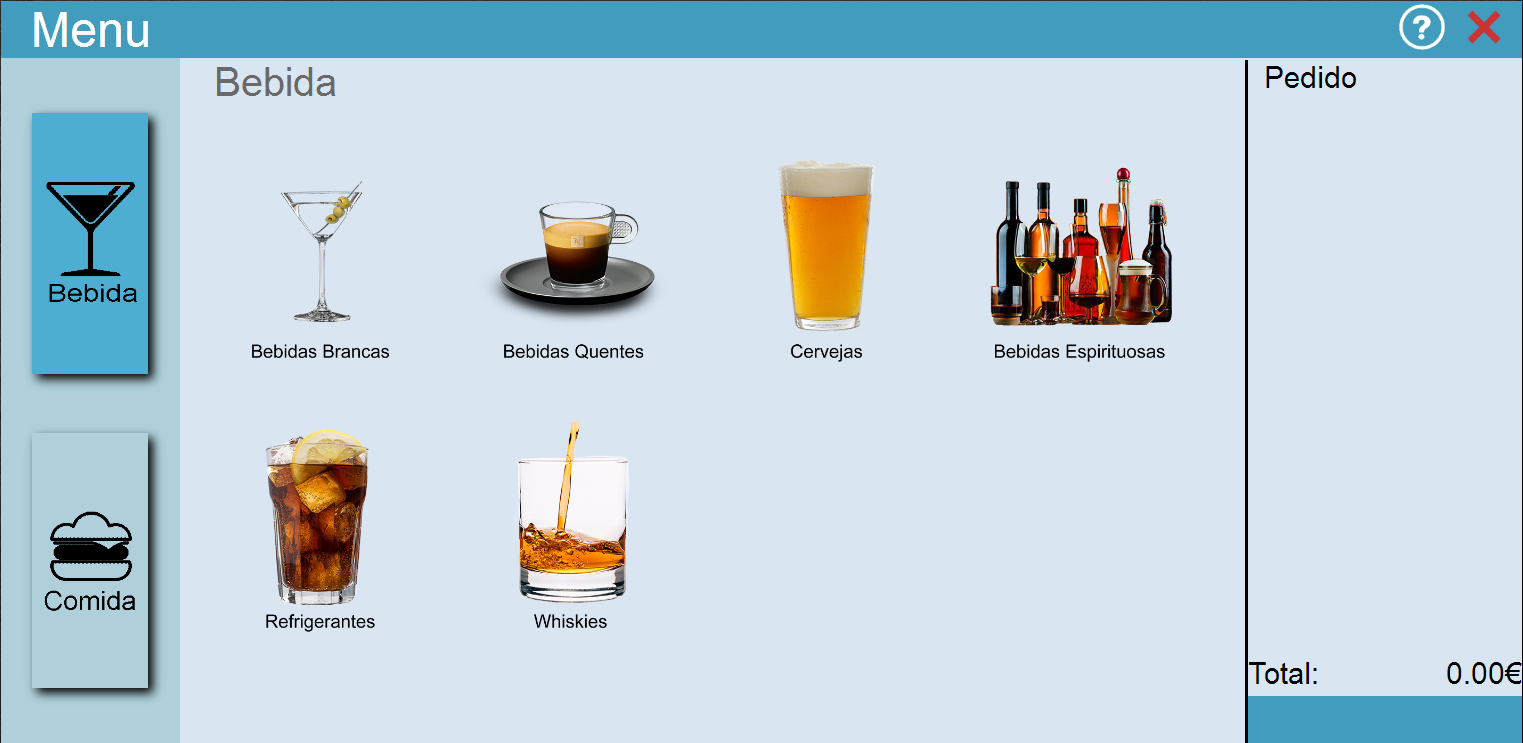 Menu
?
Bebida
Pedido
Bebida
Bebidas Brancas
Bebidas Quentes
Cervejas
Bebidas Espirituosas
Comida
Refrigerantes
Whiskies
Total: 0.00€